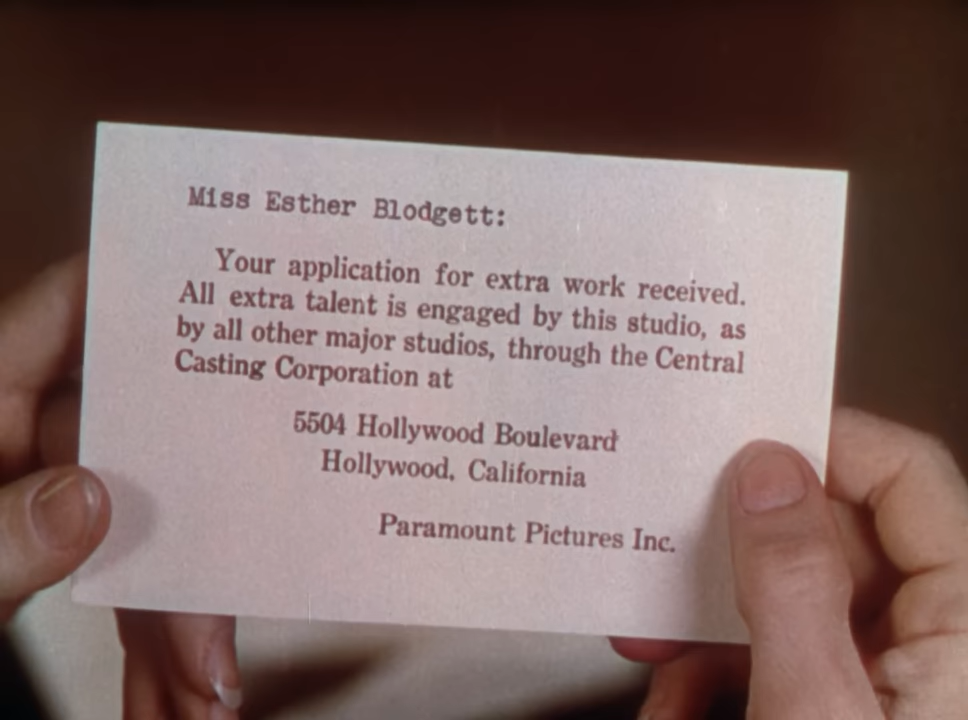 Miss Esther Blodgett:
Your application for extra work received.
All extra talent is engaged by this studio, as
by all other major studios, through the Central
Casting Corporation at
5504 Hollywood Boulevard
Hollywood, California
Paramount Pictures Inc.